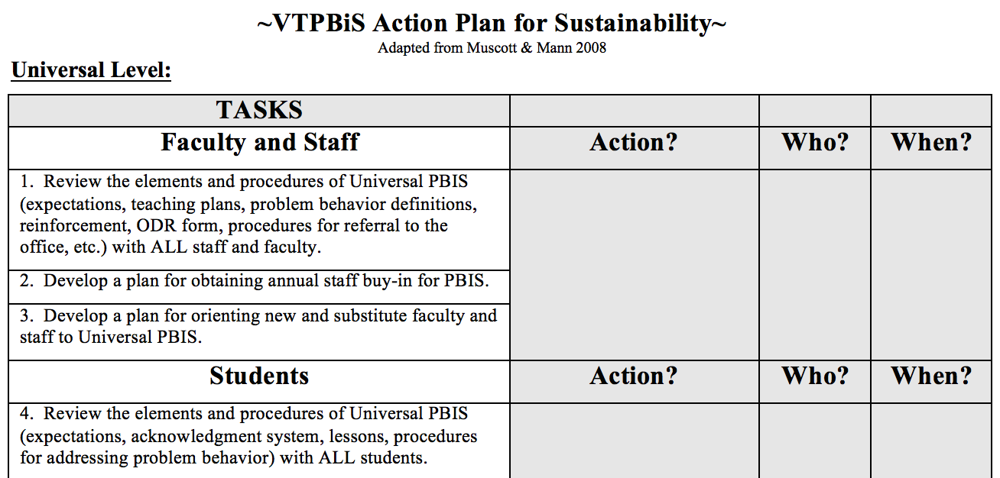 ~VTPBiS Action Plan for Sustainability~
Adapted from Muscott & Mann 2008
Universal Level:
TASKS
Faculty and Staff Action? Who? When?
1. Review the elements and procedures of Universal PBIS
(expectations, teaching plans, problem behavior definitions,
reinforcement, ODR form, procedures for referral to the
office, etc.) with ALL staff and faculty.
2. Develop a plan for obtaining annual staff buy-in for PBIS.
3. Develop a plan for orienting new and substitute faculty and
staff to Universal PBIS.
Students Action? Who? When?
4. Review the elements and procedures of Universal PBIS
(expectations, acknowledgment system, lessons, procedures
for addressing problem behavior) with ALL students.